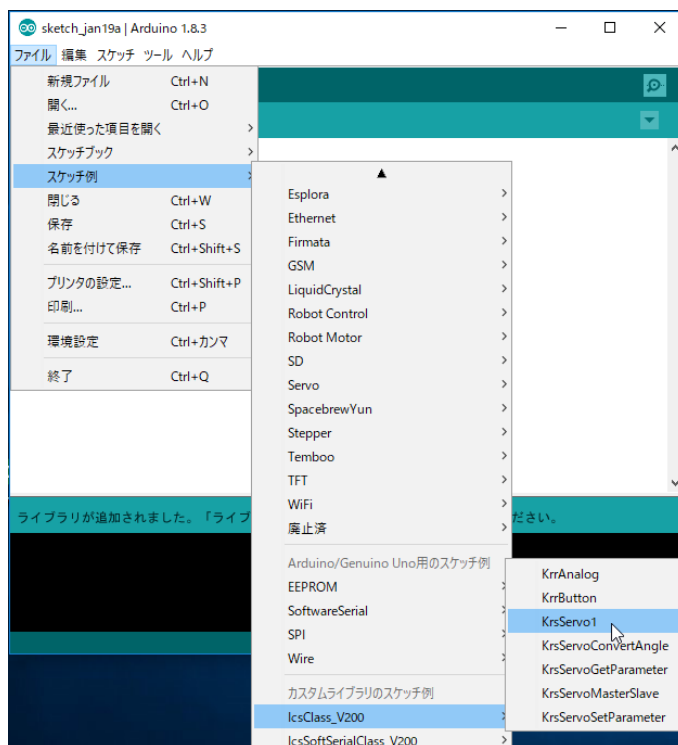 sketch_jan19a | Arduino 1.8.3
ファイル 編集 スケッチ ツール ヘルプ
新規ファイル Ctrl+N
開く... Ctrl+O
最近使った項目を開く
スケッチブック
スケッチ例
閉じる Ctrl+W
保存 Ctrl+S
名前を付けて保存 Ctrl+Shift+S
プリンタの設定... Ctrl+Shift+P
印刷... Ctrl+P
環境設定 Ctrl+カンマ
終了 Ctrl+Q
Esplora
Ethernet
Firmata
GSM
LiquidCrystal
Robot Control
Robot Motor
SD
Servo
SpacebrewYun
Stepper
Temboo
TFT
WiFi
廃止済
Arduino/Genuino Uno用のスケッチ例
EEPROM
SoftwareSerial
SPI
Wire
カスタムライブラリのスケッチ例
IcsClass_V200
IcsSoftSerialClass_V200
KrrAnalog
KrrButton
KrsServo1
KrsServoConvertAngle
KrsServoGetParameter
KrsServoMasterSlave
KrsServoSetParameter
ライブラリが追加されました。「ライブ ださい。